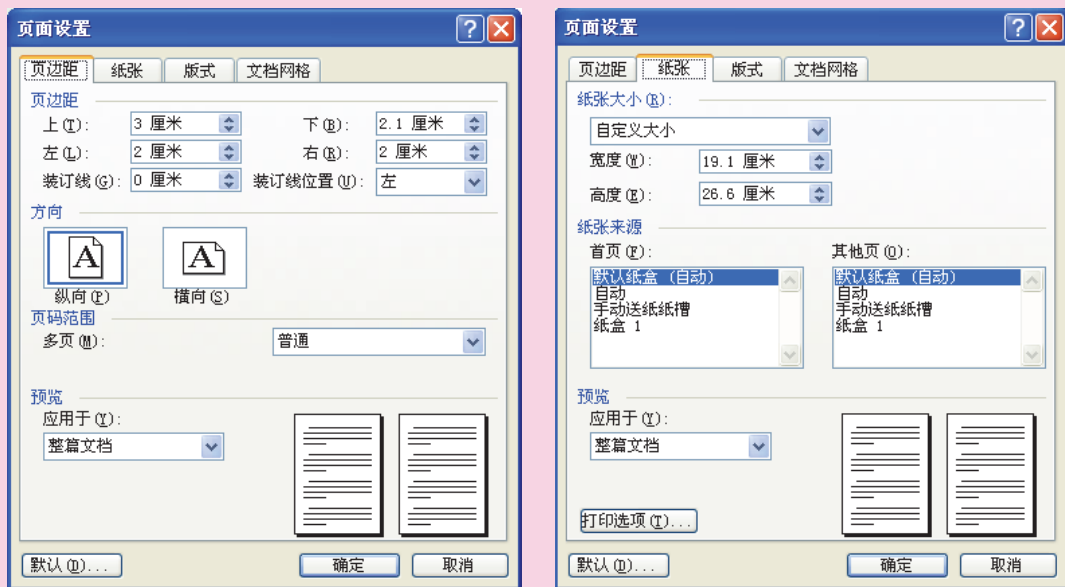 页面设置
页边距 纸张 版式 文档网格
页边距
上(T): 3 厘米 下(B): 2.1 厘米
左(L): 2 厘米 右(R): 2 厘米
装订线(G): 0 厘米 装订线位置(U): 左
方向
A A
纵向(P) 横向(S)
页码范围
多页(M): 普通
预览
应用于(Y):
整篇文档
默认(D)... 确定 取消
页面设置
页边距 纸张 版式 文档网格
纸张大小(R):
自定义大小
宽度(W): 19.1 厘米
高度(E): 26.6 厘米
纸张来源
首页(F): 其他页(O):
默认纸盒 (自动) 默认纸盒 (自动)
自动 自动
手动送纸纸槽 手动送纸纸槽
纸盒 1 纸盒 1
预览
应用于(Y):
整篇文档
打印选项(T)...
默认(D)... 确定 取消